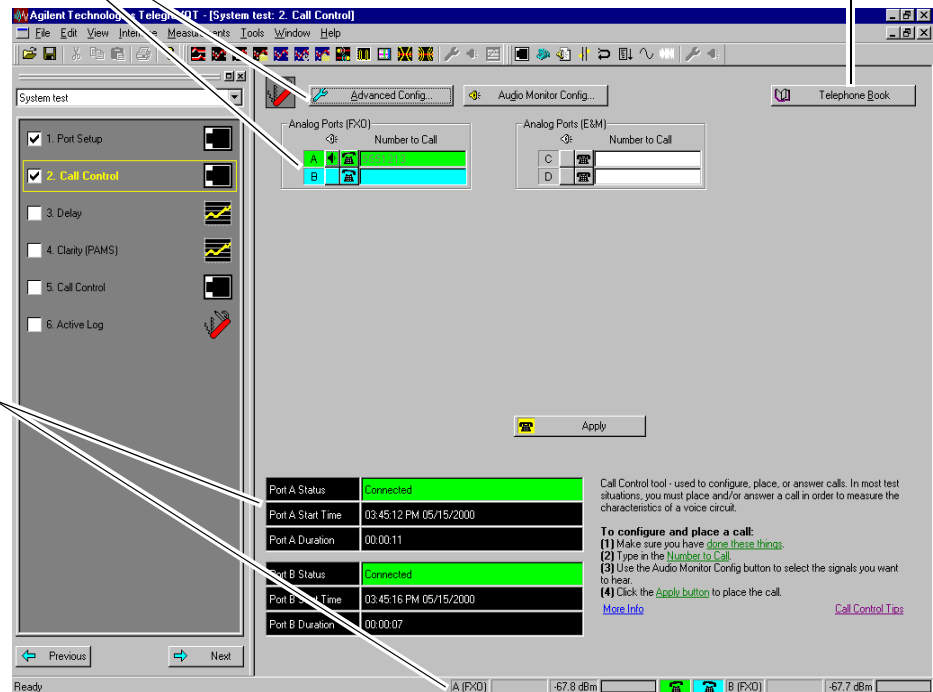 Agilent Technologies Telegra VQT - [System test: 2. Call Control]
File Edit View Interface Measurements Tools Window Help
System test
1. Port Setup
2. Call Control
3. Delay
4. Clarity (PAMS)
5. Call Control
6. Active Log
Previous
Next
Advanced Config...
Audio Monitor Config...
Telephone Book
Analog Ports (FXO)
Number to Call
A 5551313
B
Analog Ports (E&M)
Number to Call
C
D
Apply
Port A Status Connected
Port A Start Time 03:45:12 PM 05/15/2000
Port A Duration 00:00:11
Port B Status Connected
Port B Start Time 03:45:16 PM 05/15/2000
Port B Duration 00:00:07
Call Control tool - used to configure, place, or answer calls. In most test
situations, you must place and/or answer a call in order to measure the
characteristics of a voice circuit.
To configure and place a call:
(1) Make sure you have done these things.
(2) Type in the Number to Call.
(3) Use the Audio Monitor Config button to select the signals you want
to hear.
(4) Click the Apply button to place the call.
More Info
Call Control Tips
Ready
A (FXO)
-67.8 dBm
B (FXO)
-67.7 dBm